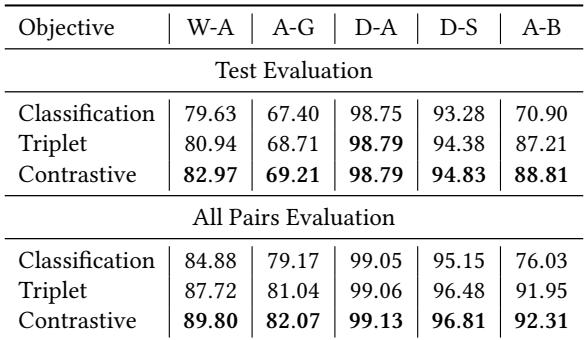 Objective W-A A-G D-A D-S A-B
Test Evaluation
Classification 79.63 67.40 98.75 93.28 70.90
Triplet 80.94 68.71 98.79 94.38 87.21
Contrastive 82.97 69.21 98.79 94.83 88.81
All Pairs Evaluation
Classification 84.88 79.17 99.05 95.15 76.03
Triplet 87.72 81.04 99.06 96.48 91.95
Contrastive 89.80 82.07 99.13 96.81 92.31